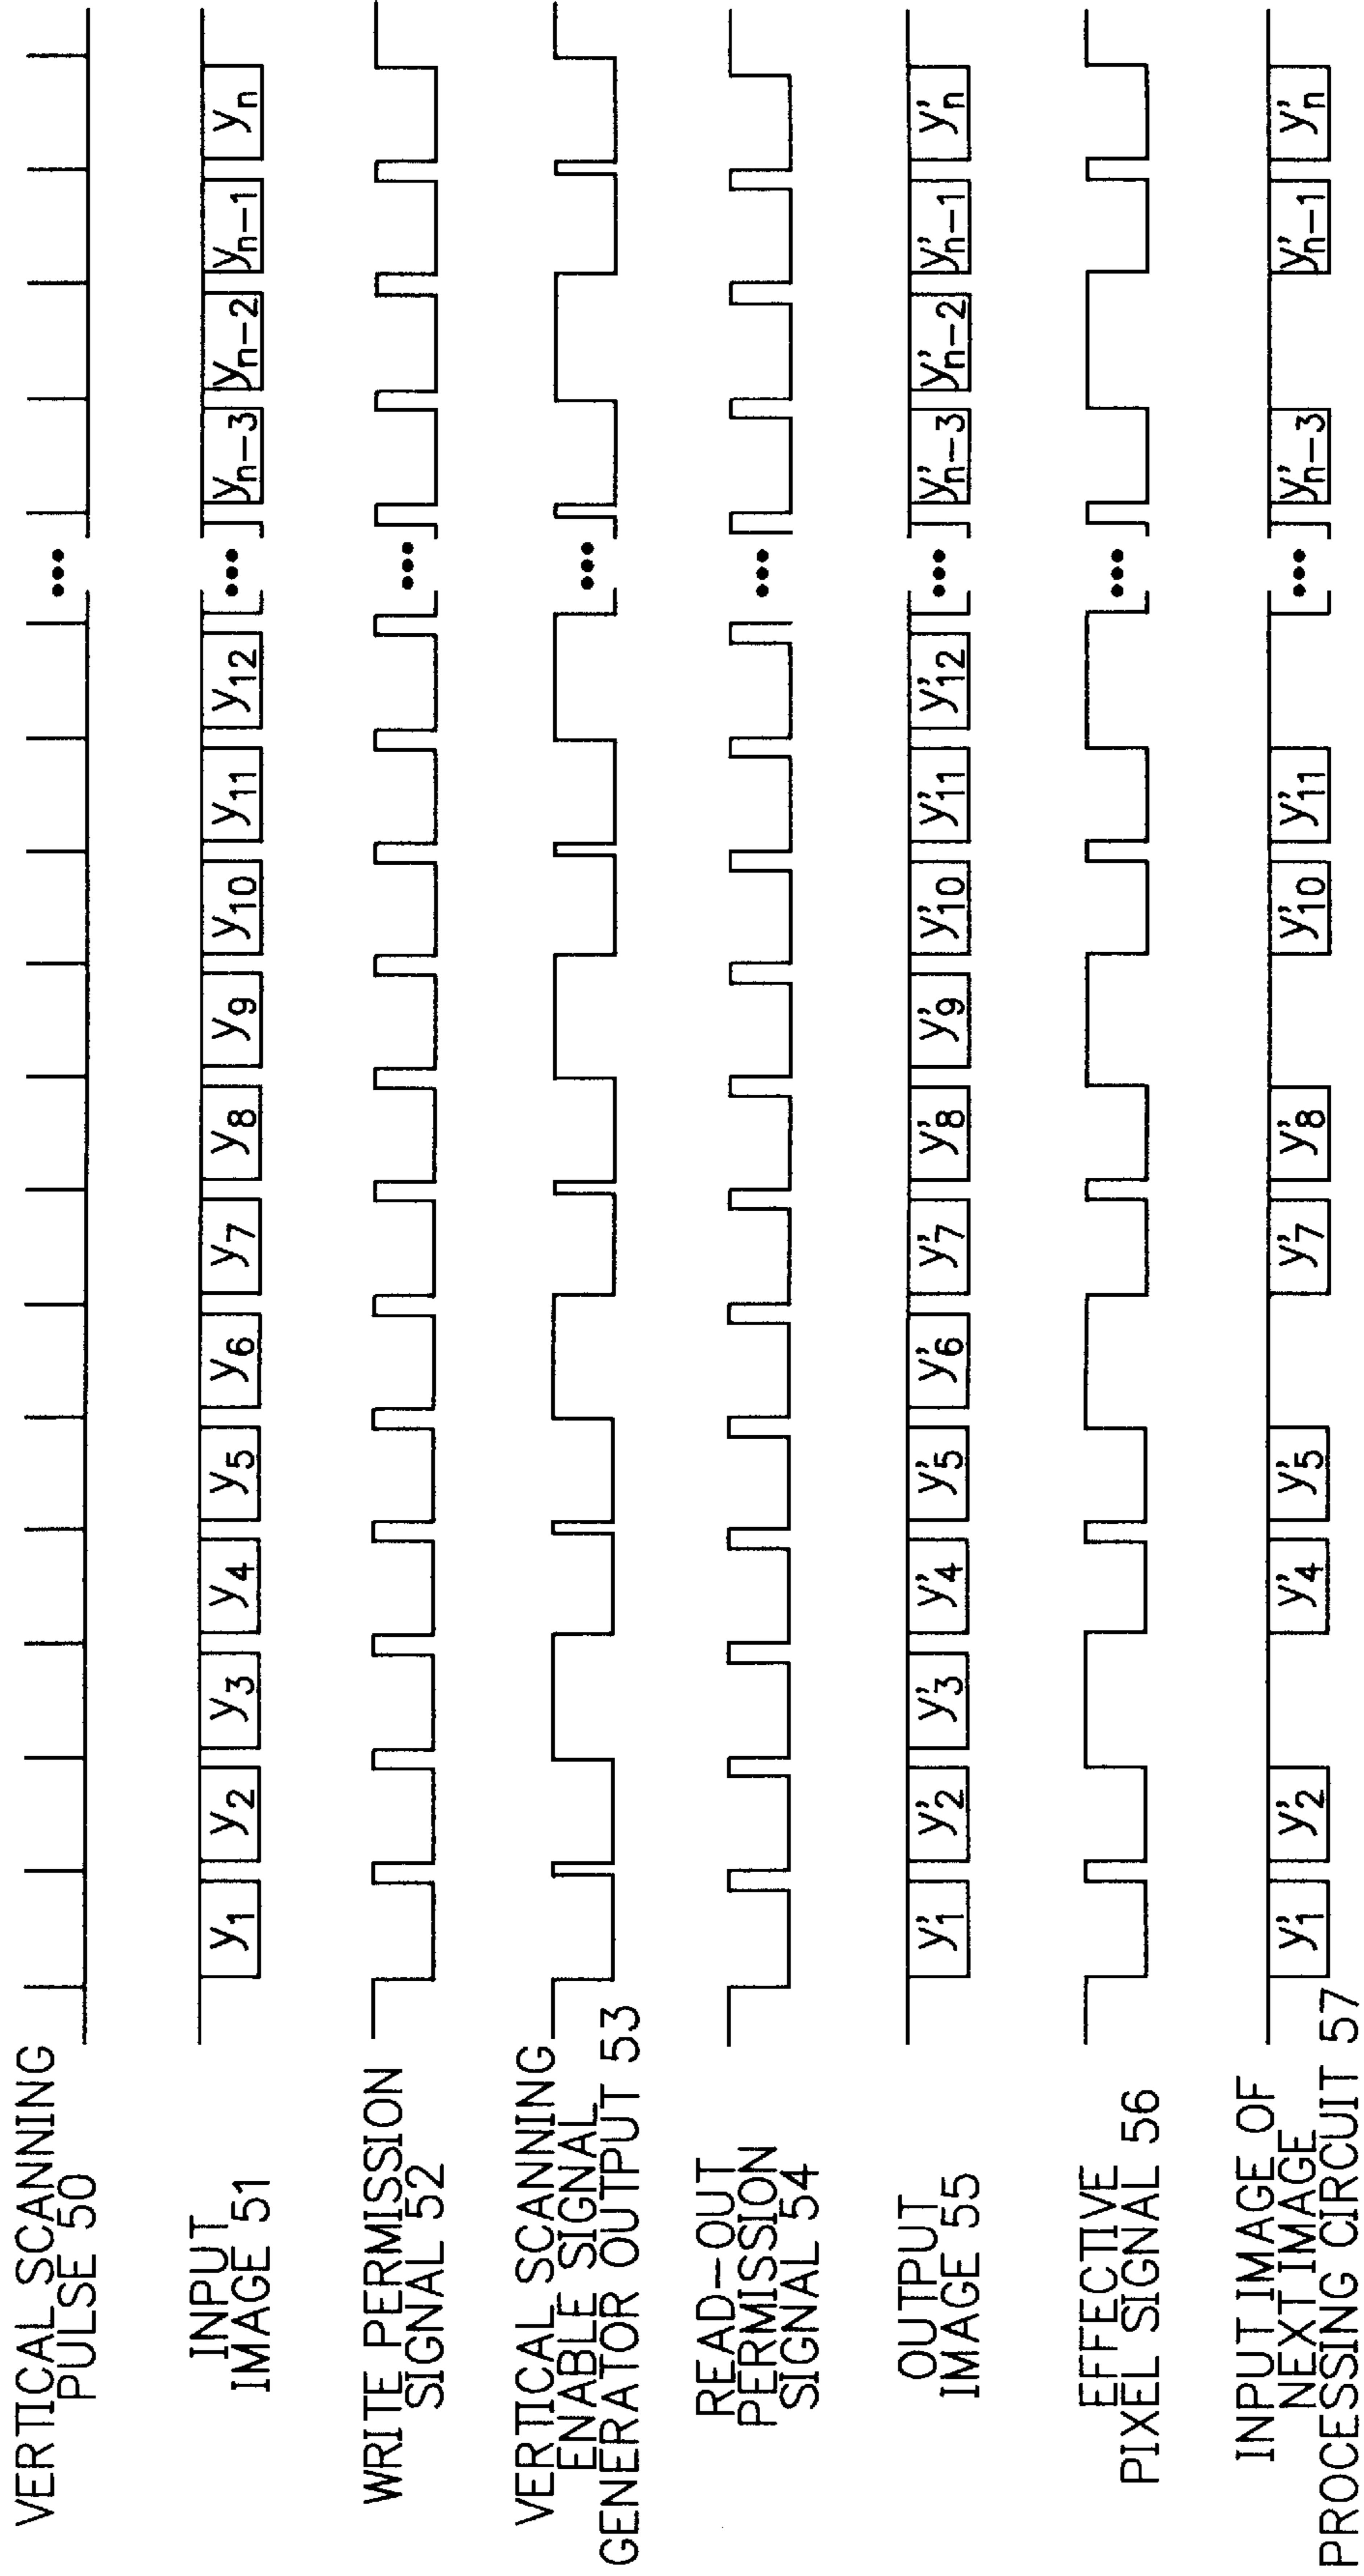 VERTICAL SCANNING
PULSE 50
INPUT
IMAGE 51
y1 y2 y3 y4 y5 y6 y7 y8 y9 y10 y11 y12 ••• yn-3 yn-2 yn-1 yn
WRITE PERMISSION
SIGNAL 52
VERTICAL SCANNING
ENABLE SIGNAL
GENERATOR OUTPUT 53
READ-OUT
PERMISSION
SIGNAL 54
OUTPUT
IMAGE 55
y'1 y'2 y'3 y'4 y'5 y'6 y'7 y'8 y'9 y'10 y'11 y'12 ••• y'n-3 y'n-2 y'n-1 y'n
EFFECTIVE
PIXEL SIGNAL 56
INPUT IMAGE OF
NEXT IMAGE
PROCESSING CIRCUIT 57
y'1 y'2 y'4 y'5 y'7 y'8 y'10 y'11 ••• y'n-3 y'n-1 y'n